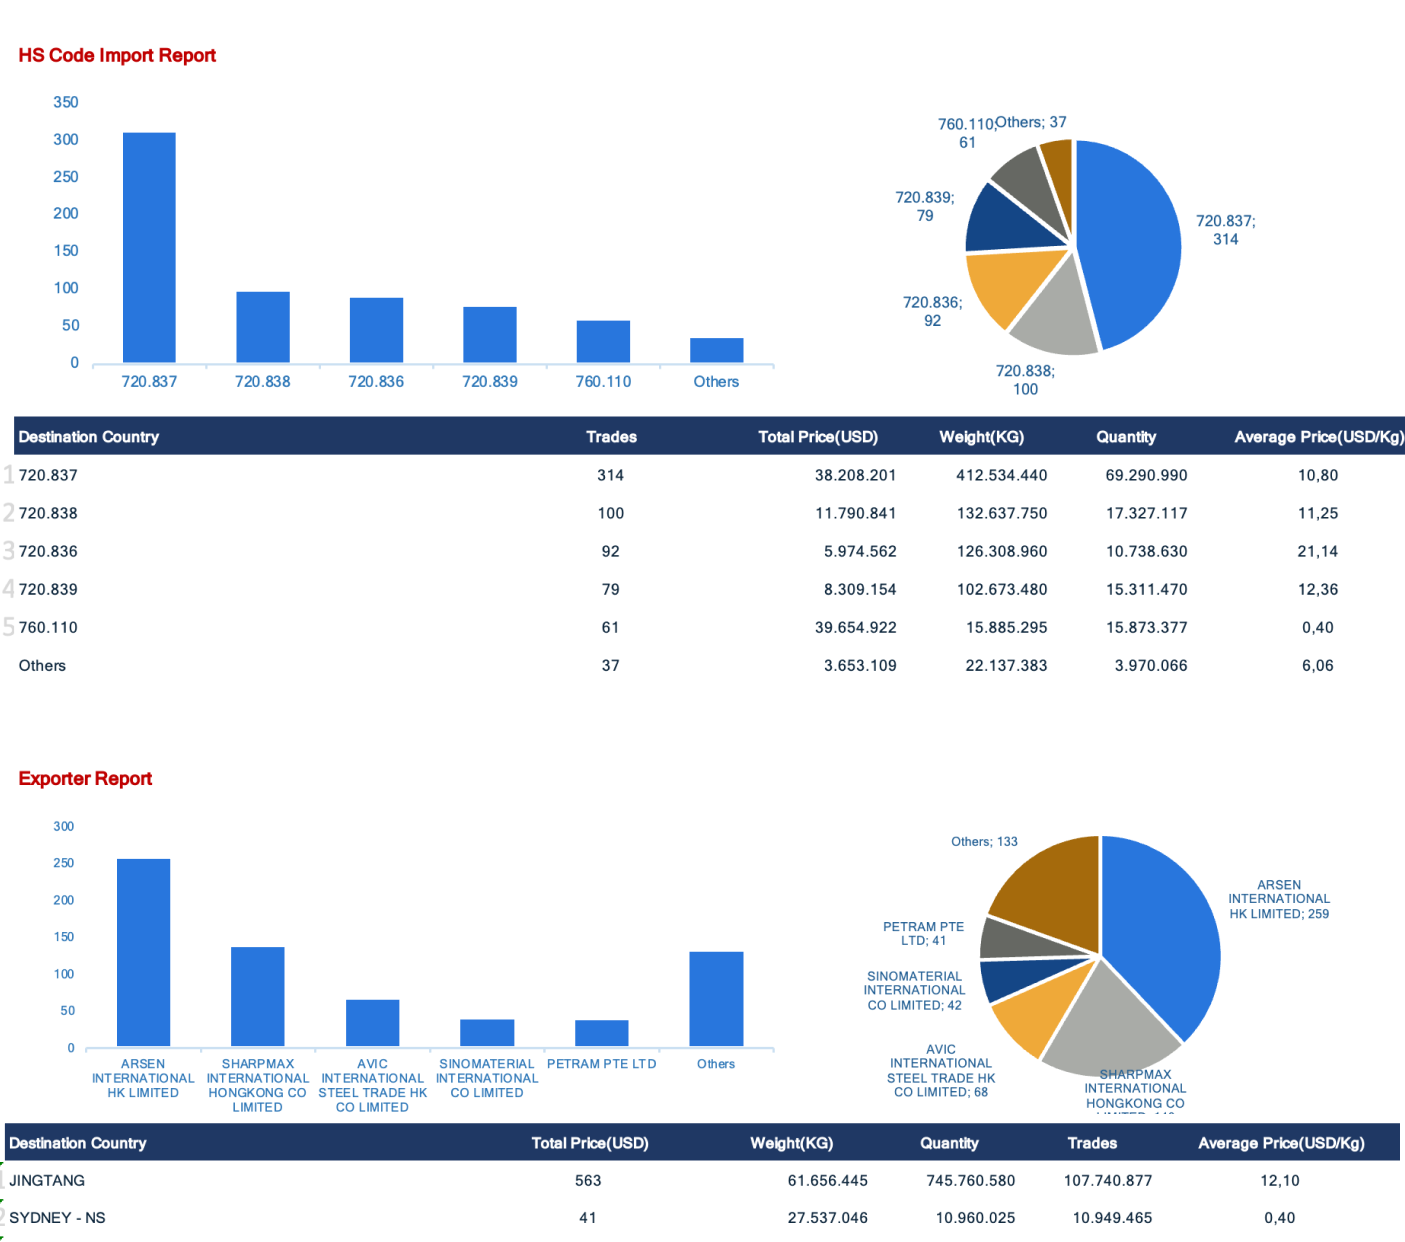 HS Code Import Report
350
300
250
200
150
100
50
0
720.837
720.838
720.836
720.839
760.110
Others
760.110;
61
Others; 37
720.839;
79
720.837;
314
720.836;
92
720.838;
100
Destination Country Trades Total Price(USD) Weight(KG) Quantity Average Price(USD/Kg)
1 720.837 314 38.208.201 412.534.440 69.290.990 10,80
2 720.838 100 11.790.841 132.637.750 17.327.117 11,25
3 720.836 92 5.974.562 126.308.960 10.738.630 21,14
4 720.839 79 8.309.154 102.673.480 15.311.470 12,36
5 760.110 61 39.654.922 15.885.295 15.873.377 0,40
Others 37 3.653.109 22.137.383 3.970.066 6,06
Exporter Report
300
250
200
150
100
50
0
ARSEN
INTERNATIONAL
HK LIMITED
SHARPMAX
INTERNATIONAL
HONGKONG CO
LIMITED
AVIC
INTERNATIONAL
STEEL TRADE HK
CO LIMITED
SINOMATERIAL
INTERNATIONAL
CO LIMITED
PETRAM PTE LTD
Others
Others; 133
ARSEN
INTERNATIONAL
HK LIMITED; 259
PETRAM PTE
LTD; 41
SINOMATERIAL
INTERNATIONAL
CO LIMITED; 42
AVIC
INTERNATIONAL
STEEL TRADE HK
CO LIMITED; 68
SHARPMAX
INTERNATIONAL
HONGKONG CO
Destination Country Total Price(USD) Weight(KG) Quantity Trades Average Price(USD/Kg)
JINGTANG 563 61.656.445 745.760.580 107.740.877 12,10
SYDNEY - NS 41 27.537.046 10.960.025 10.949.465 0,40